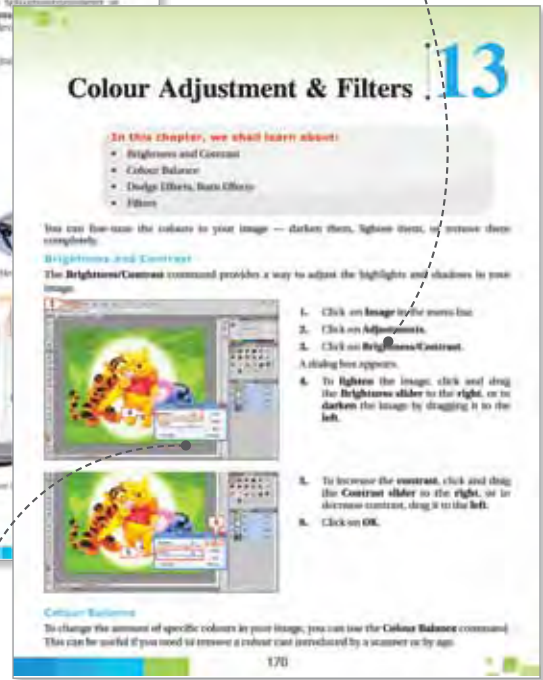 Colour Adjustment & Filters 13
In this chapter, we shall learn about:
• Brightness and Contrast
• Colour Balance
• Dodge Effects, Burn Effects
• Filters
You can fine-tune the colours in your image — darken them, lighten them, or remove them
completely.
Brightness and Contrast
The Brightness/Contrast command provides a way to adjust the highlights and shadows in your
image.
1. Click on Image in the menu bar.
2. Click on Adjustments.
3. Click on Brightness/Contrast.
A dialog box appears.
4. To lighten the image, click and drag
the Brightness slider to the right, or to
darken the image by dragging it to the
left.
5. To increase the contrast, click and drag
the Contrast slider to the right, or to
decrease contrast, drag it to the left.
6. Click on OK.
Colour Balance
To change the amount of specific colours in your image, you can use the Colour Balance command.
This can be useful if you need to remove a colour cast introduced by a scanner or by age.
170